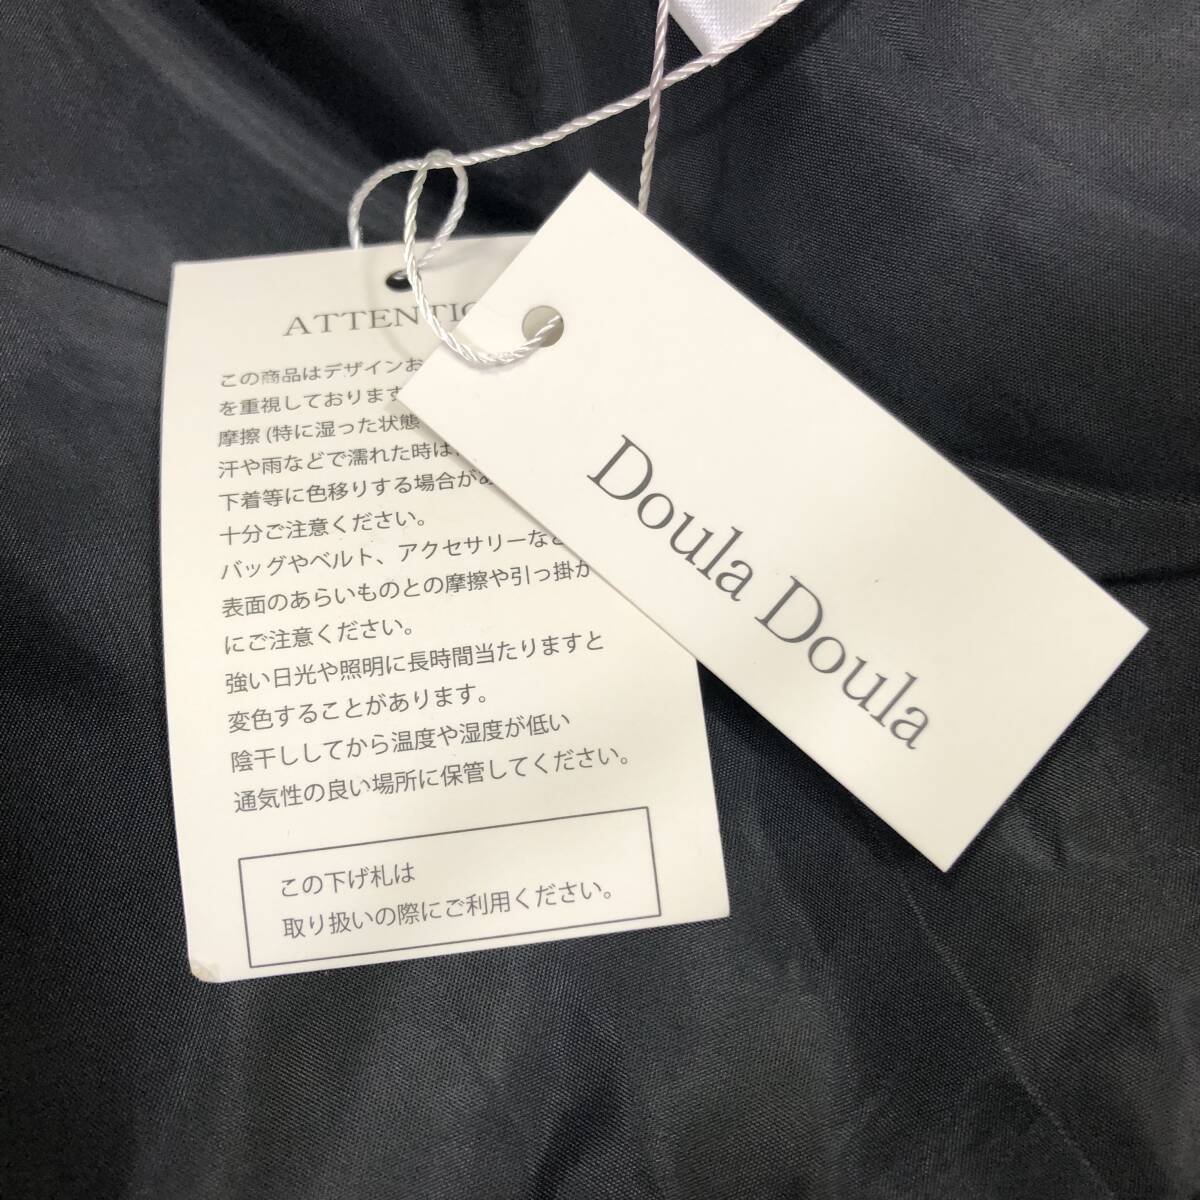 ATTENTIO
この商品はデザインお
を重視しております
摩擦(特に湿った状態
汗や雨などで濡れた時は
下着等に色移りする場合があ
十分ご注意ください。
バッグやベルト、アクセサリーなど
表面のあらいものとの摩擦や引っ掛か
にご注意ください。
強い日光や照明に長時間当たりますと
変色することがあります。
陰干ししてから温度や湿度が低い
通気性の良い場所に保管してください。
この下げ札は
取り扱いの際にご利用ください。
Doula Doula